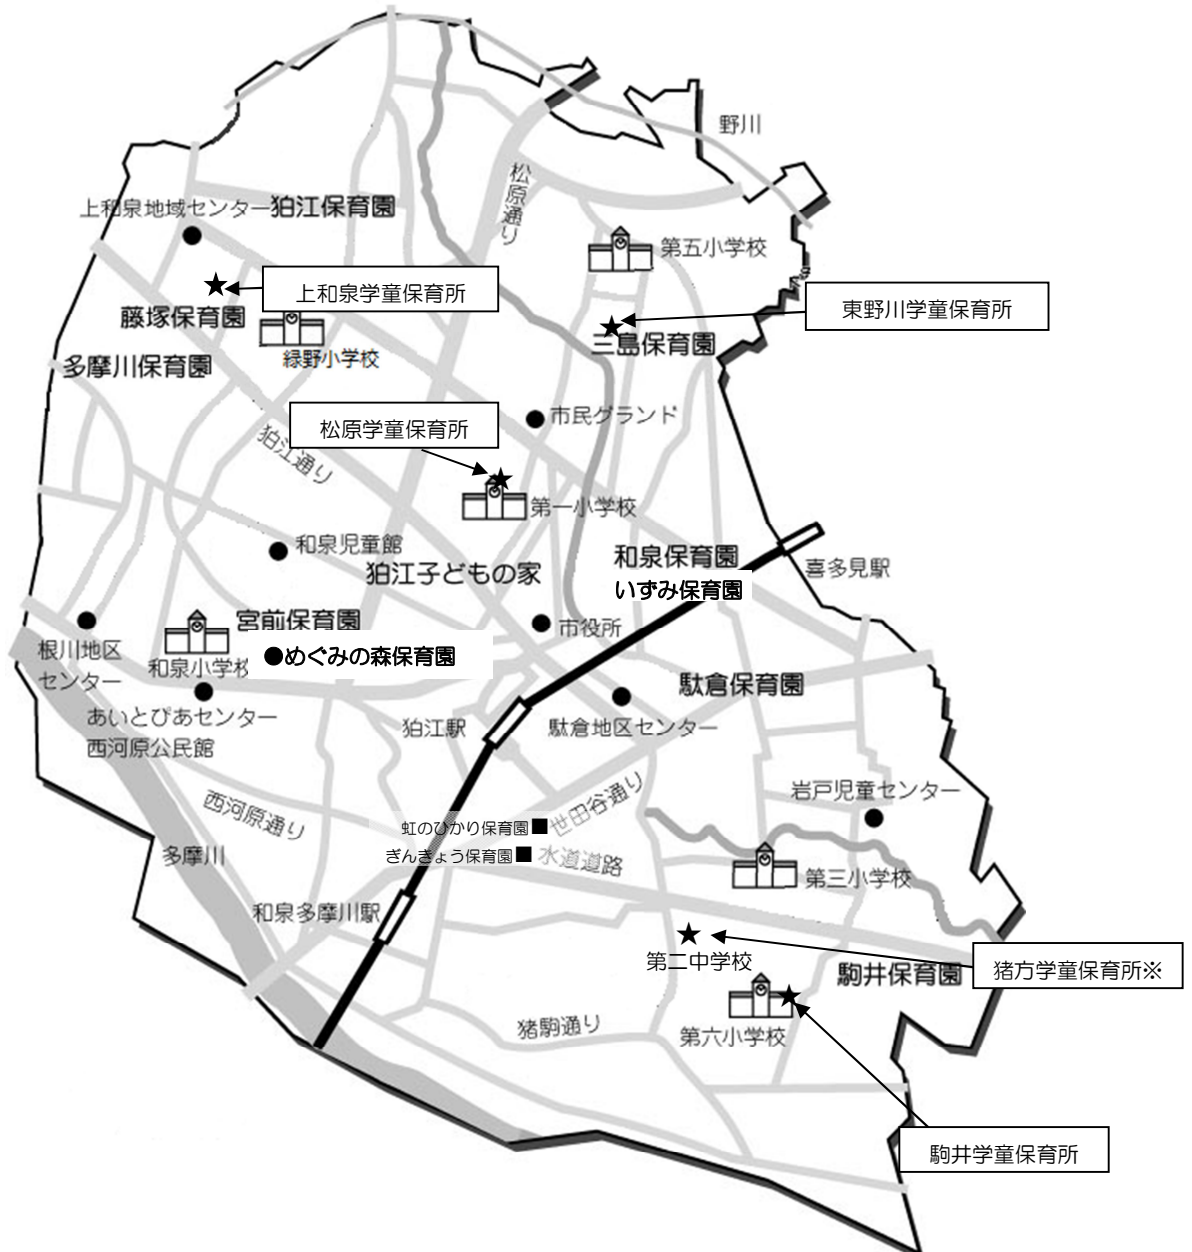 野川
松原通り
上和泉地域センター
狛江保育園
第五小学校
上和泉学童保育所
東野川学童保育所
藤塚保育園
三島保育園
緑野小学校
多摩川保育園
市民グランド
松原学童保育所
狛江通り
第一小学校
和泉児童館
和泉保育園
喜多見駅
狛江子どもの家
いずみ保育園
宮前保育園
市役所
根川地区
センター
和泉小学校
●めぐみの森保育園
駄倉保育園
あいとぴあセンター
西河原公民館
狛江駅
駄倉地区センター
岩戸児童センター
西河原通り
世田谷通り
虹のひかり保育園■
ぎんきょう保育園■
水道道路
多摩川
第三小学校
和泉多摩川駅
第二中学校
駒井保育園
猪方学童保育所※
猪駒通り
第六小学校
駒井学童保育所